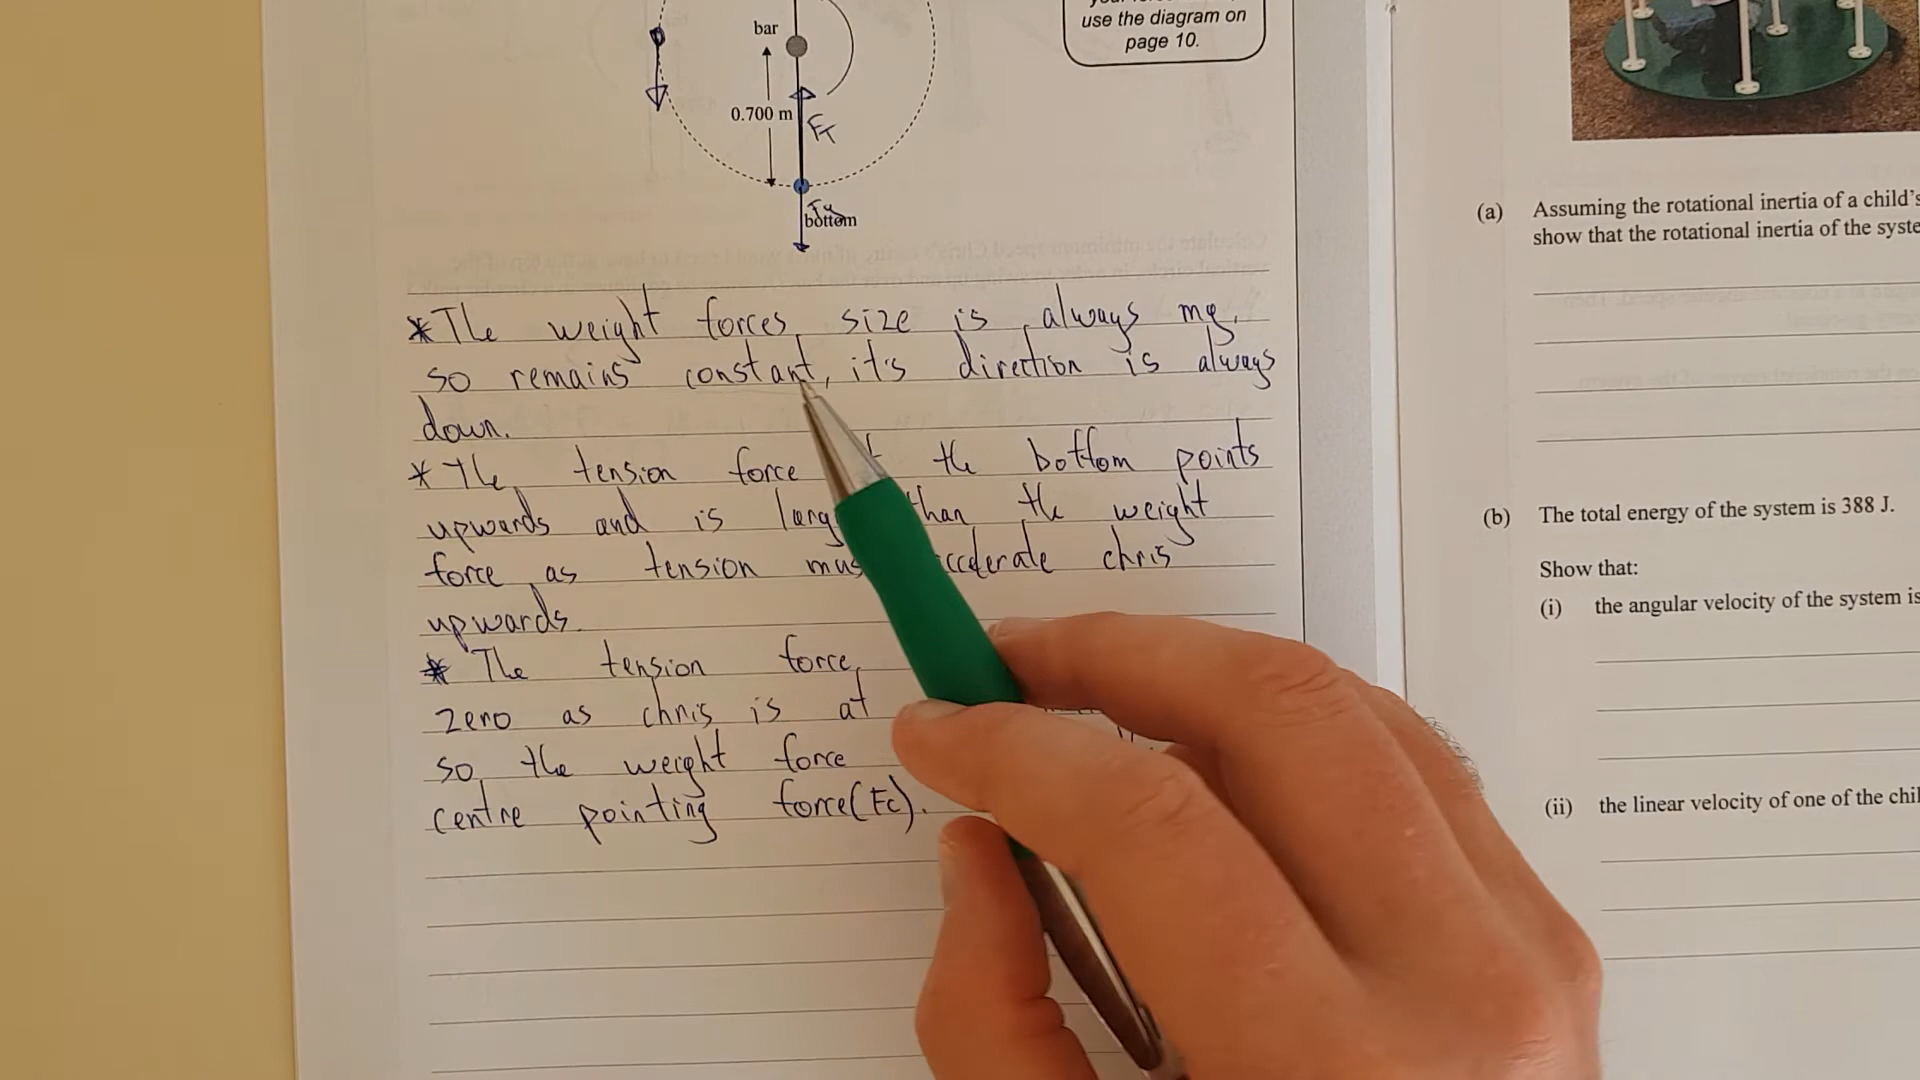 use the diagram on
page 10.
bar
0.700 m
FT
bottom
*The weight forces size is always mg,
so remains constant, it's direction is always
down.
* The tension force the bottom points
upwards and is than the weight
force as tension chris
upwards.
* The tension force
zero as chris is at
so the weight force
centre pointing force(Fc).
(a) Assuming the rotational inertia of a child's
show that the rotational inertia of the
(b) The total energy of the system is 388 J.
Show that:
(i) the angular velocity of the system is
(ii) the linear velocity of one of the